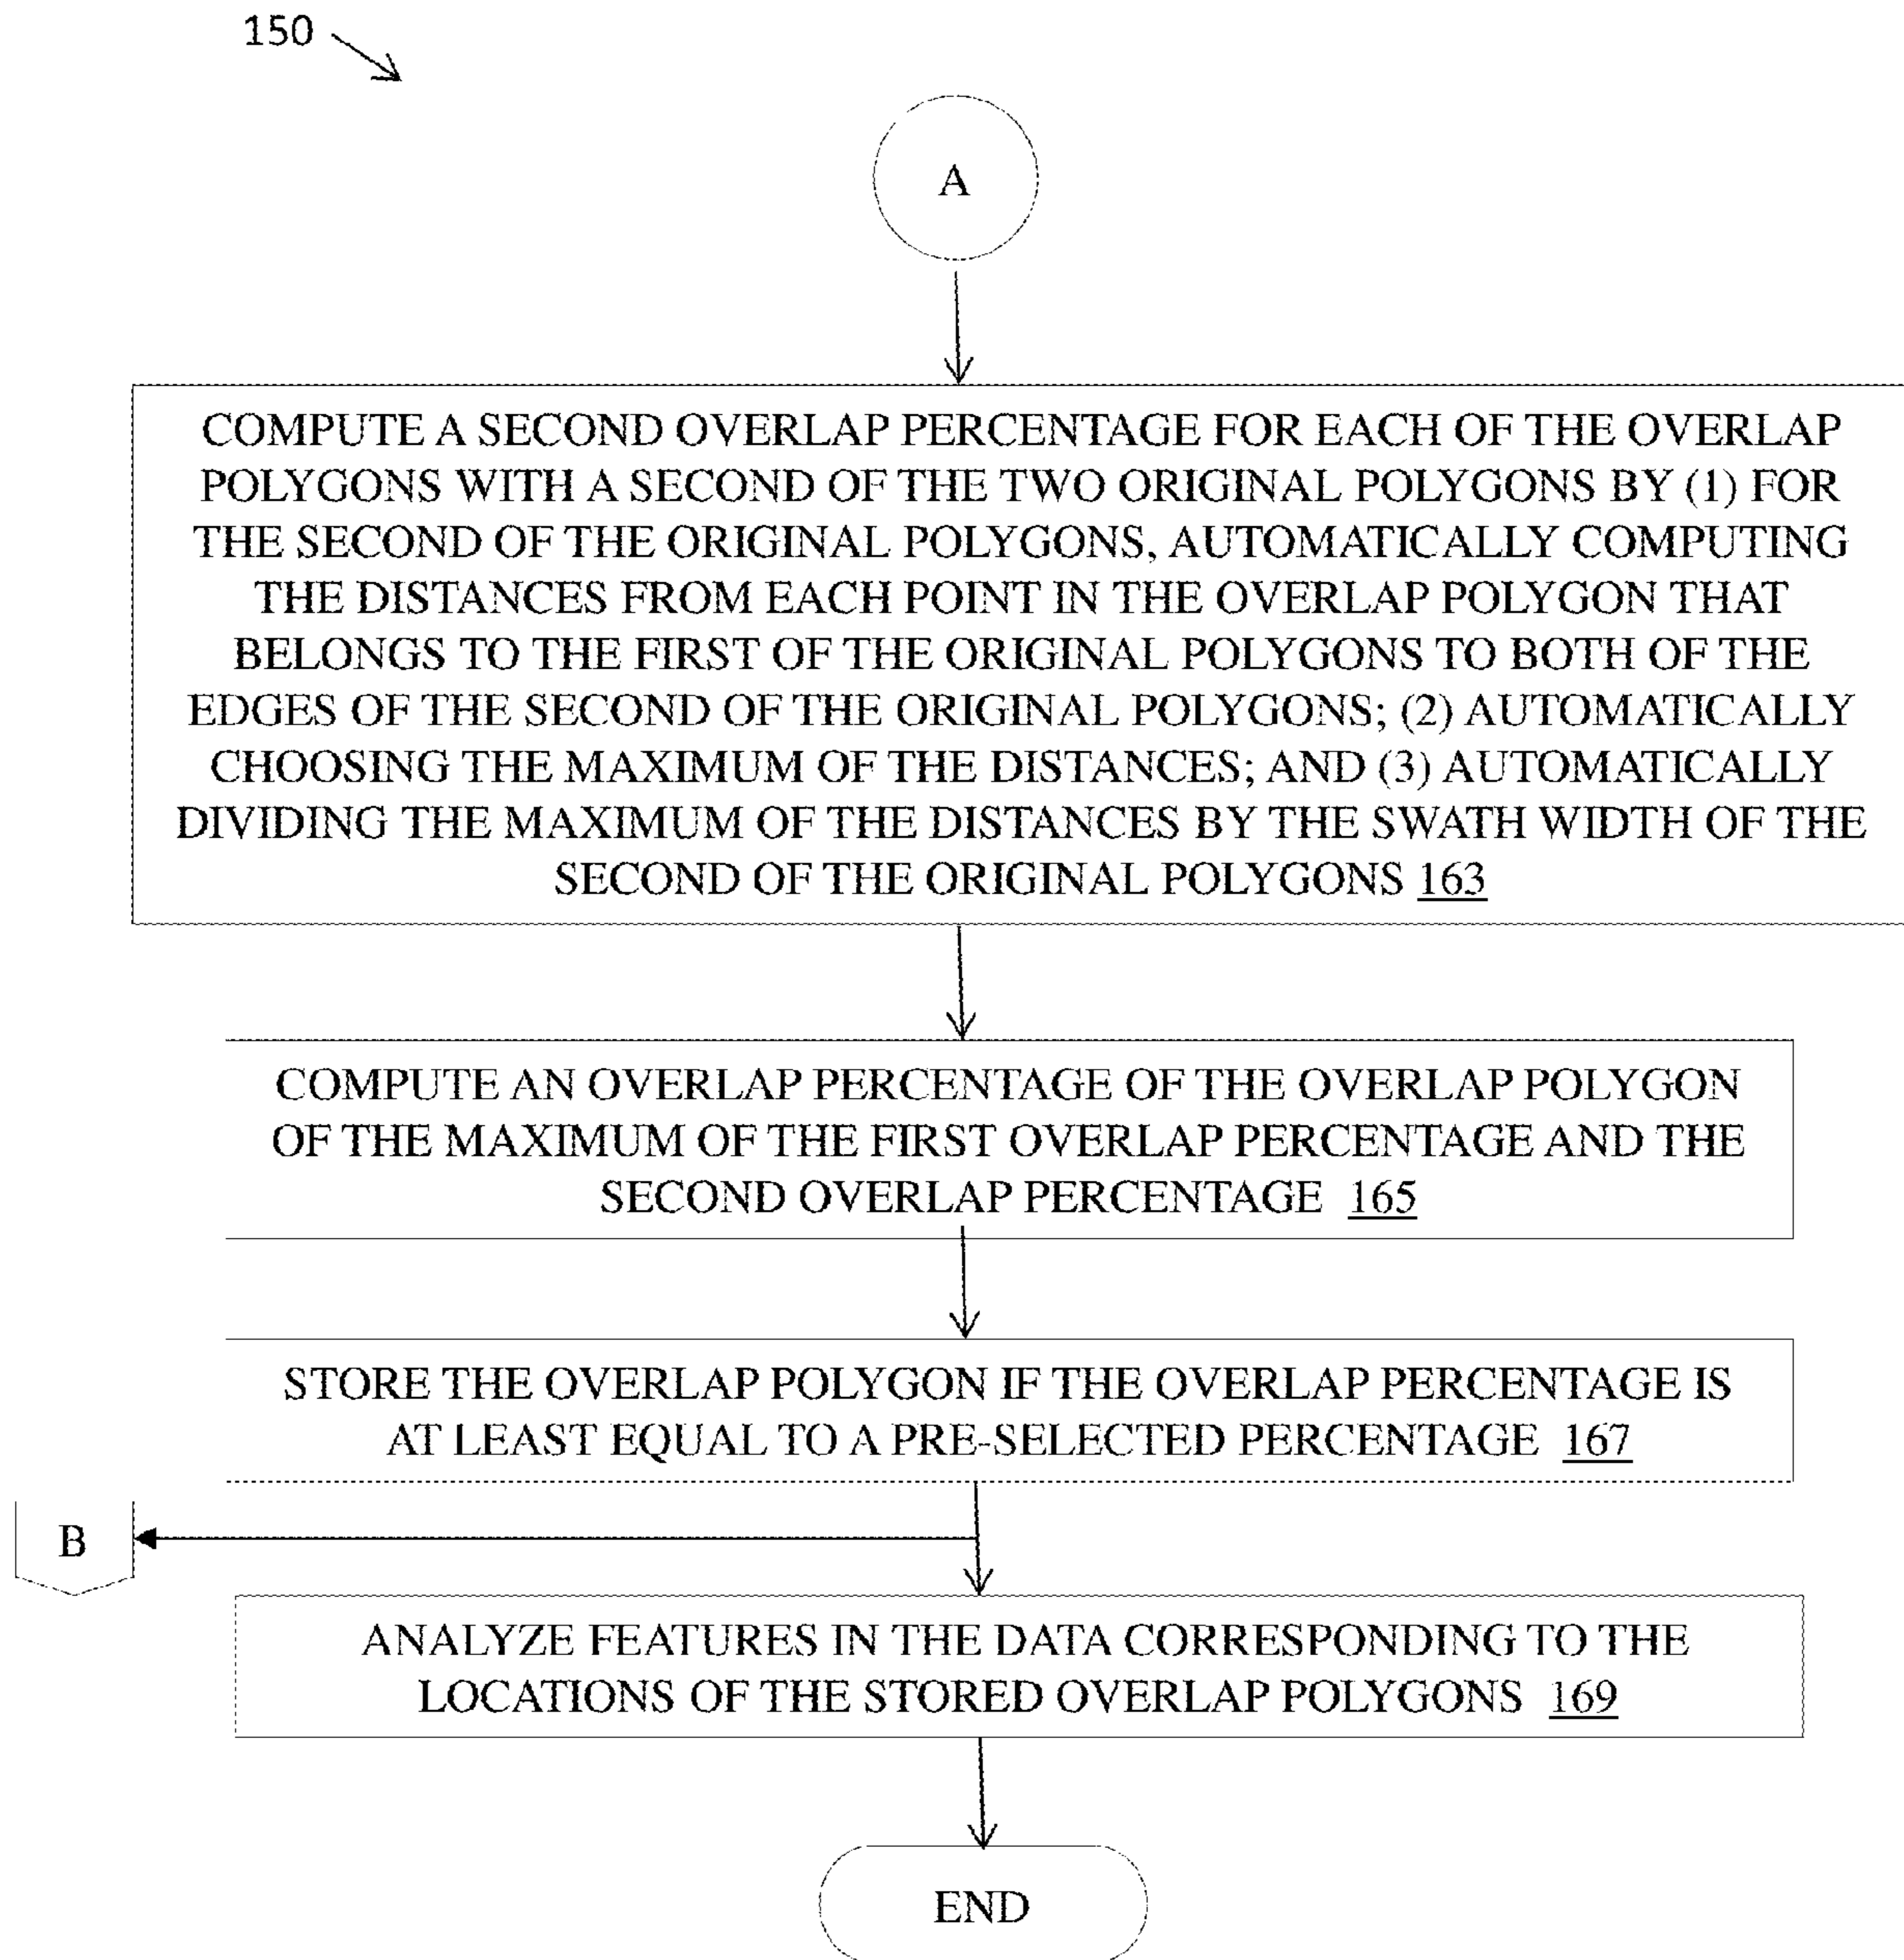 150
A
COMPUTE A SECOND OVERLAP PERCENTAGE FOR EACH OF THE OVERLAP
POLYGONS WITH A SECOND OF THE TWO ORIGINAL POLYGONS BY (1) FOR
THE SECOND OF THE ORIGINAL POLYGONS, AUTOMATICALLY COMPUTING
THE DISTANCES FROM EACH POINT IN THE OVERLAP POLYGON THAT
BELONGS TO THE FIRST OF THE ORIGINAL POLYGONS TO BOTH OF THE
EDGES OF THE SECOND OF THE ORIGINAL POLYGONS; (2) AUTOMATICALLY
CHOOSING THE MAXIMUM OF THE DISTANCES; AND (3) AUTOMATICALLY
DIVIDING THE MAXIMUM OF THE DISTANCES BY THE SWATH WIDTH OF THE
SECOND OF THE ORIGINAL POLYGONS 163
COMPUTE AN OVERLAP PERCENTAGE OF THE OVERLAP POLYGON
OF THE MAXIMUM OF THE FIRST OVERLAP PERCENTAGE AND THE
SECOND OVERLAP PERCENTAGE 165
STORE THE OVERLAP POLYGON IF THE OVERLAP PERCENTAGE IS
AT LEAST EQUAL TO A PRE-SELECTED PERCENTAGE 167
B
ANALYZE FEATURES IN THE DATA CORRESPONDING TO THE
LOCATIONS OF THE STORED OVERLAP POLYGONS 169
END